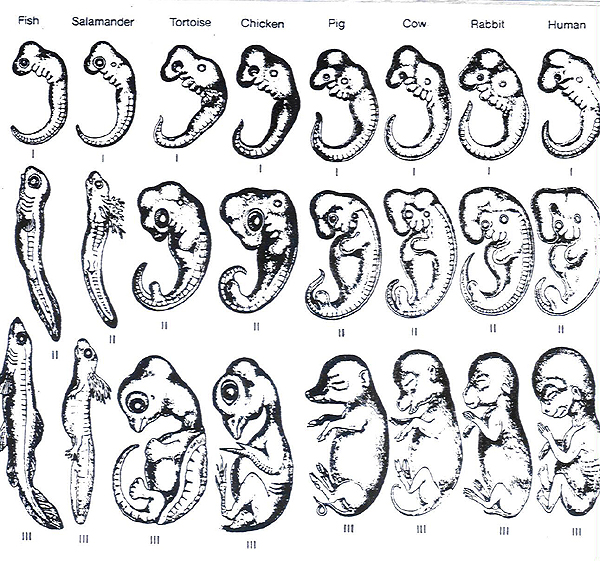 Fish Salamander Tortoise Chicken Pig Cow Rabbit Human
I I I I I I I I
II II II II II II II II
III III III III III III III III